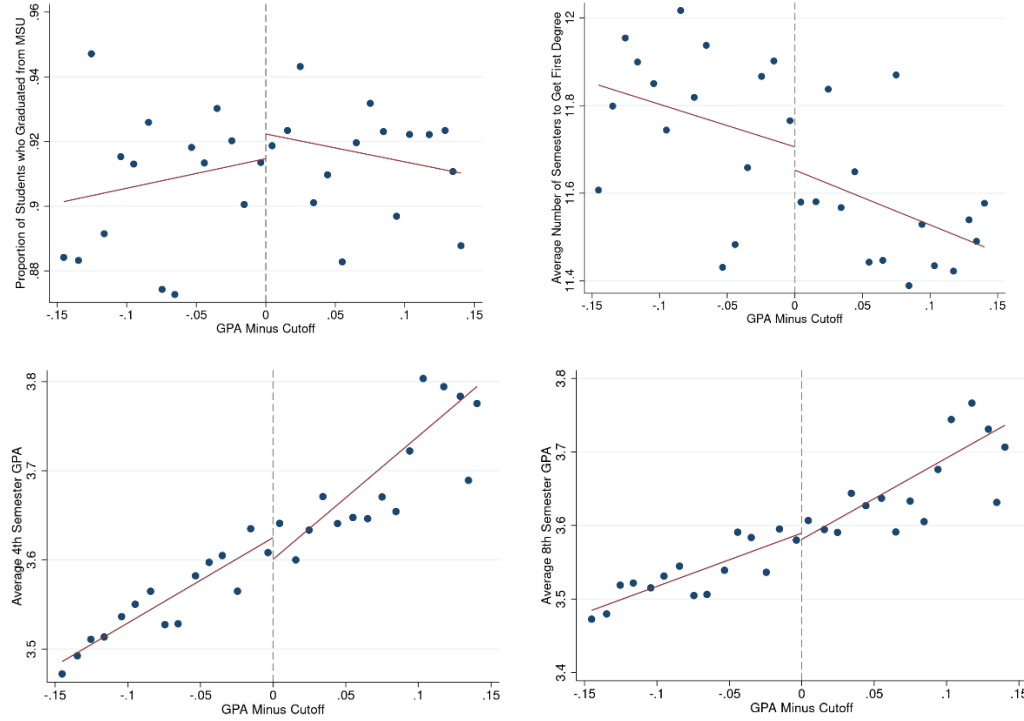 Proportion of Students who Graduated from MSU
.96
.94
.92
.9
.88
-.15 -.1 -.05 0 .05 .1 .15
GPA Minus Cutoff
Average Number of Semesters to Get First Degree
12
11.8
11.6
11.4
-.15 -.1 -.05 0 .05 .1 .15
GPA Minus Cutoff
Average 4th Semester GPA
3.8
3.7
3.6
3.5
-.15 -.1 -.05 0 .05 .1 .15
GPA Minus Cutoff
Average 8th Semester GPA
3.8
3.7
3.6
3.5
3.4
-.15 -.1 -.05 0 .05 .1 .15
GPA Minus Cutoff